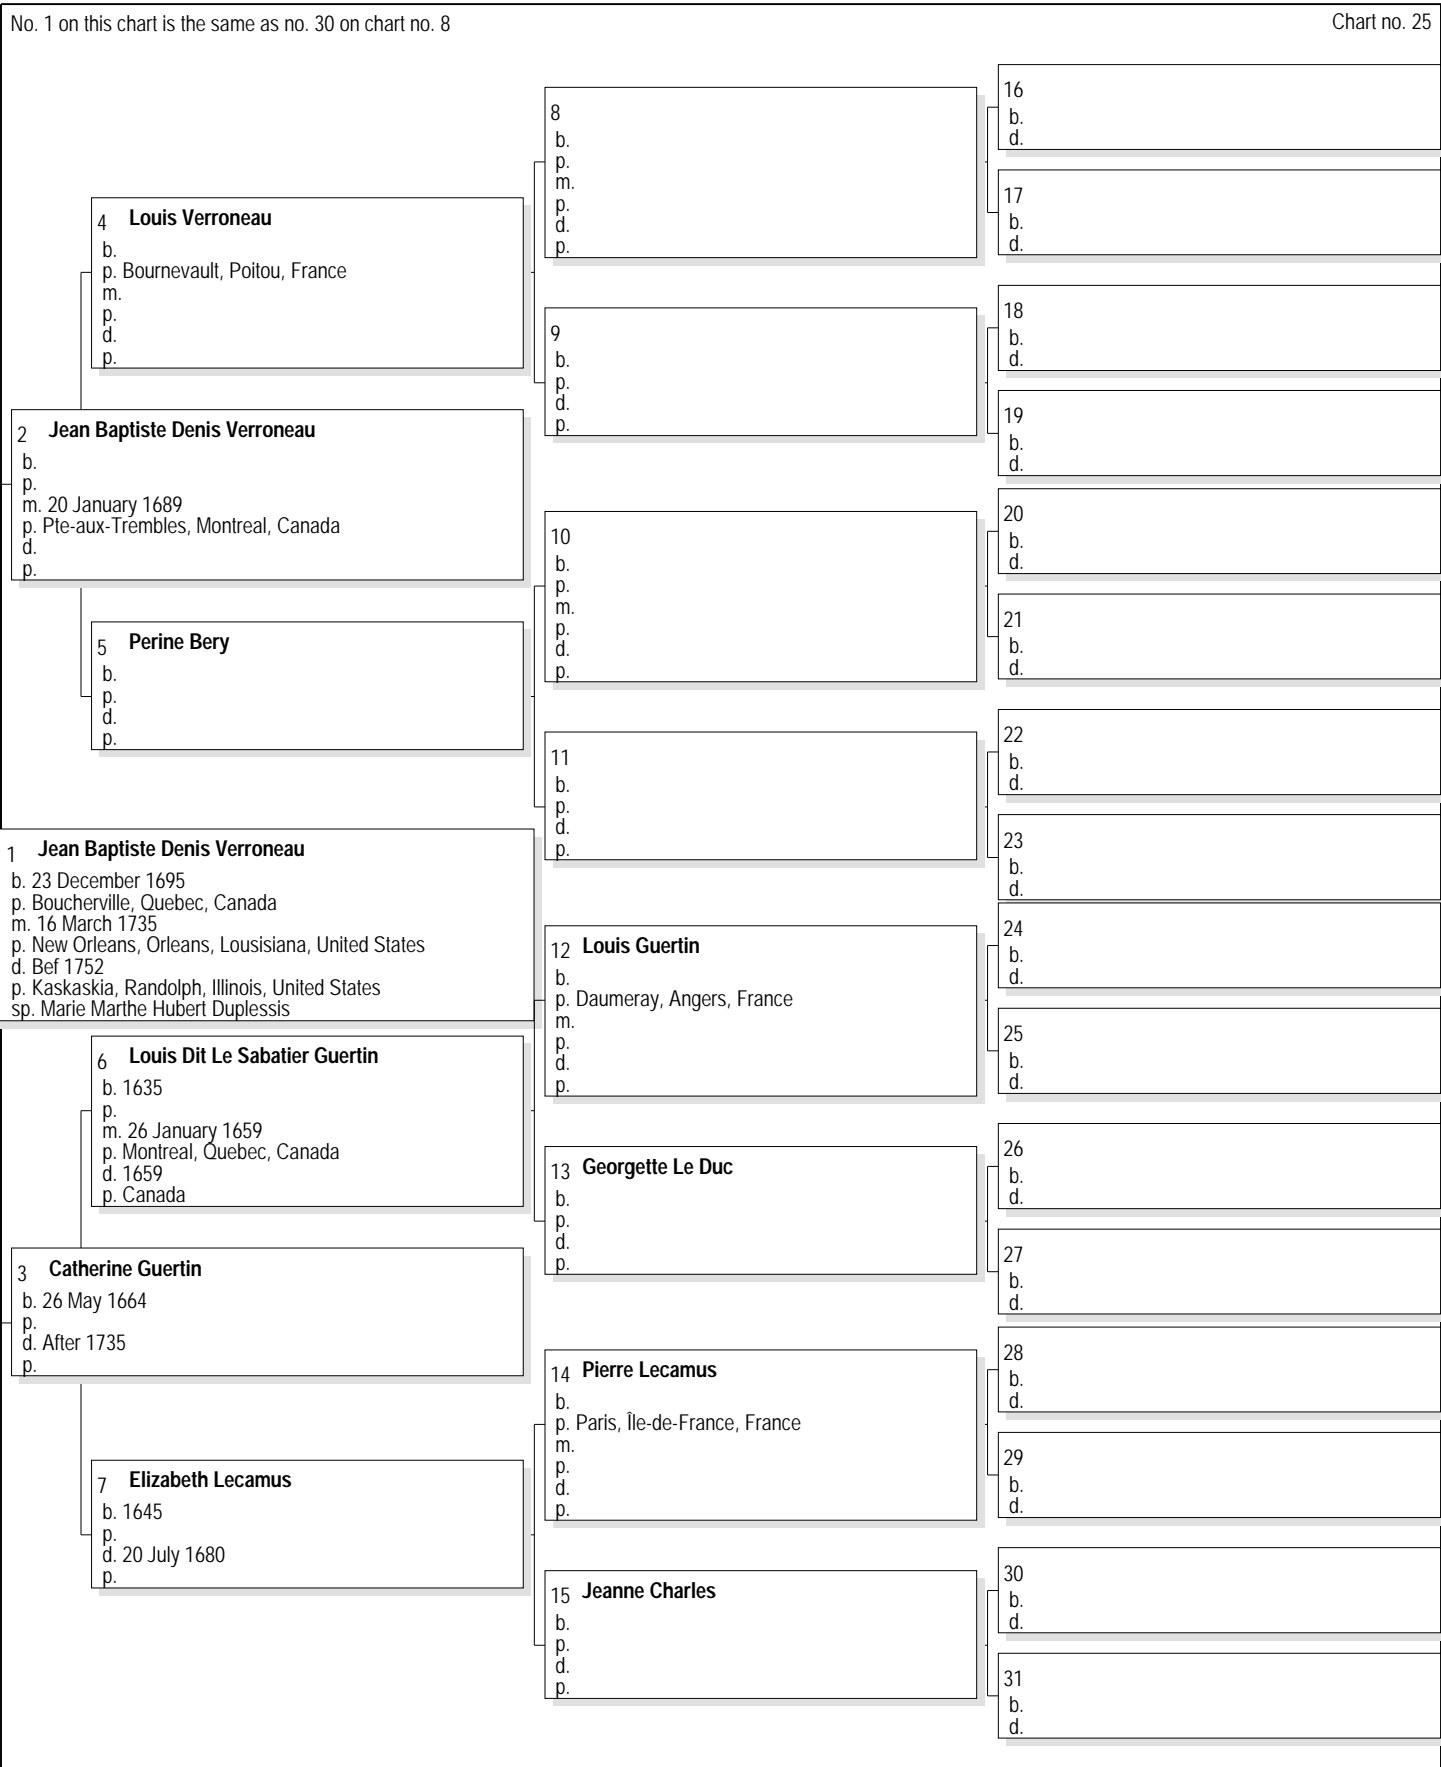 No. 1 on this chart is the same as no. 30 on chart no. 8
Chart no. 25
1 Jean Baptiste Denis Verroneau
b. 23 December 1695
p. Boucherville, Quebec, Canada
m. 16 March 1735
p. New Orleans, Orleans, Lousisiana, United States
d. Bef 1752
p. Kaskaskia, Randolph, Illinois, United States
sp. Marie Marthe Hubert Duplessis
2 Jean Baptiste Denis Verroneau
b.
p.
m. 20 January 1689
p. Pte-aux-Trembles, Montreal, Canada
d.
p.
3 Catherine Guertin
b. 26 May 1664
p.
d. After 1735
p.
4 Louis Verroneau
b.
p. Bournevault, Poitou, France
m.
p.
d.
p.
5 Perine Bery
b.
p.
d.
p.
6 Louis Dit Le Sabatier Guertin
b. 1635
p.
m. 26 January 1659
p. Montreal, Quebec, Canada
d. 1659
p. Canada
7 Elizabeth Lecamus
b. 1645
p.
d. 20 July 1680
p.
8
b.
p.
m.
p.
d.
p.
9
b.
p.
d.
p.
10
b.
p.
m.
p.
d.
p.
11
b.
p.
d.
p.
12 Louis Guertin
b.
p. Daumeray, Angers, France
m.
p.
d.
p.
13 Georgette Le Duc
b.
p.
d.
p.
14 Pierre Lecamus
b.
p. Paris, Île-de-France, France
m.
p.
d.
p.
15 Jeanne Charles
b.
p.
d.
p.
16
b.
d.
17
b.
d.
18
b.
d.
19
b.
d.
20
b.
d.
21
b.
d.
22
b.
d.
23
b.
d.
24
b.
d.
25
b.
d.
26
b.
d.
27
b.
d.
28
b.
d.
29
b.
d.
30
b.
d.
31
b.
d.